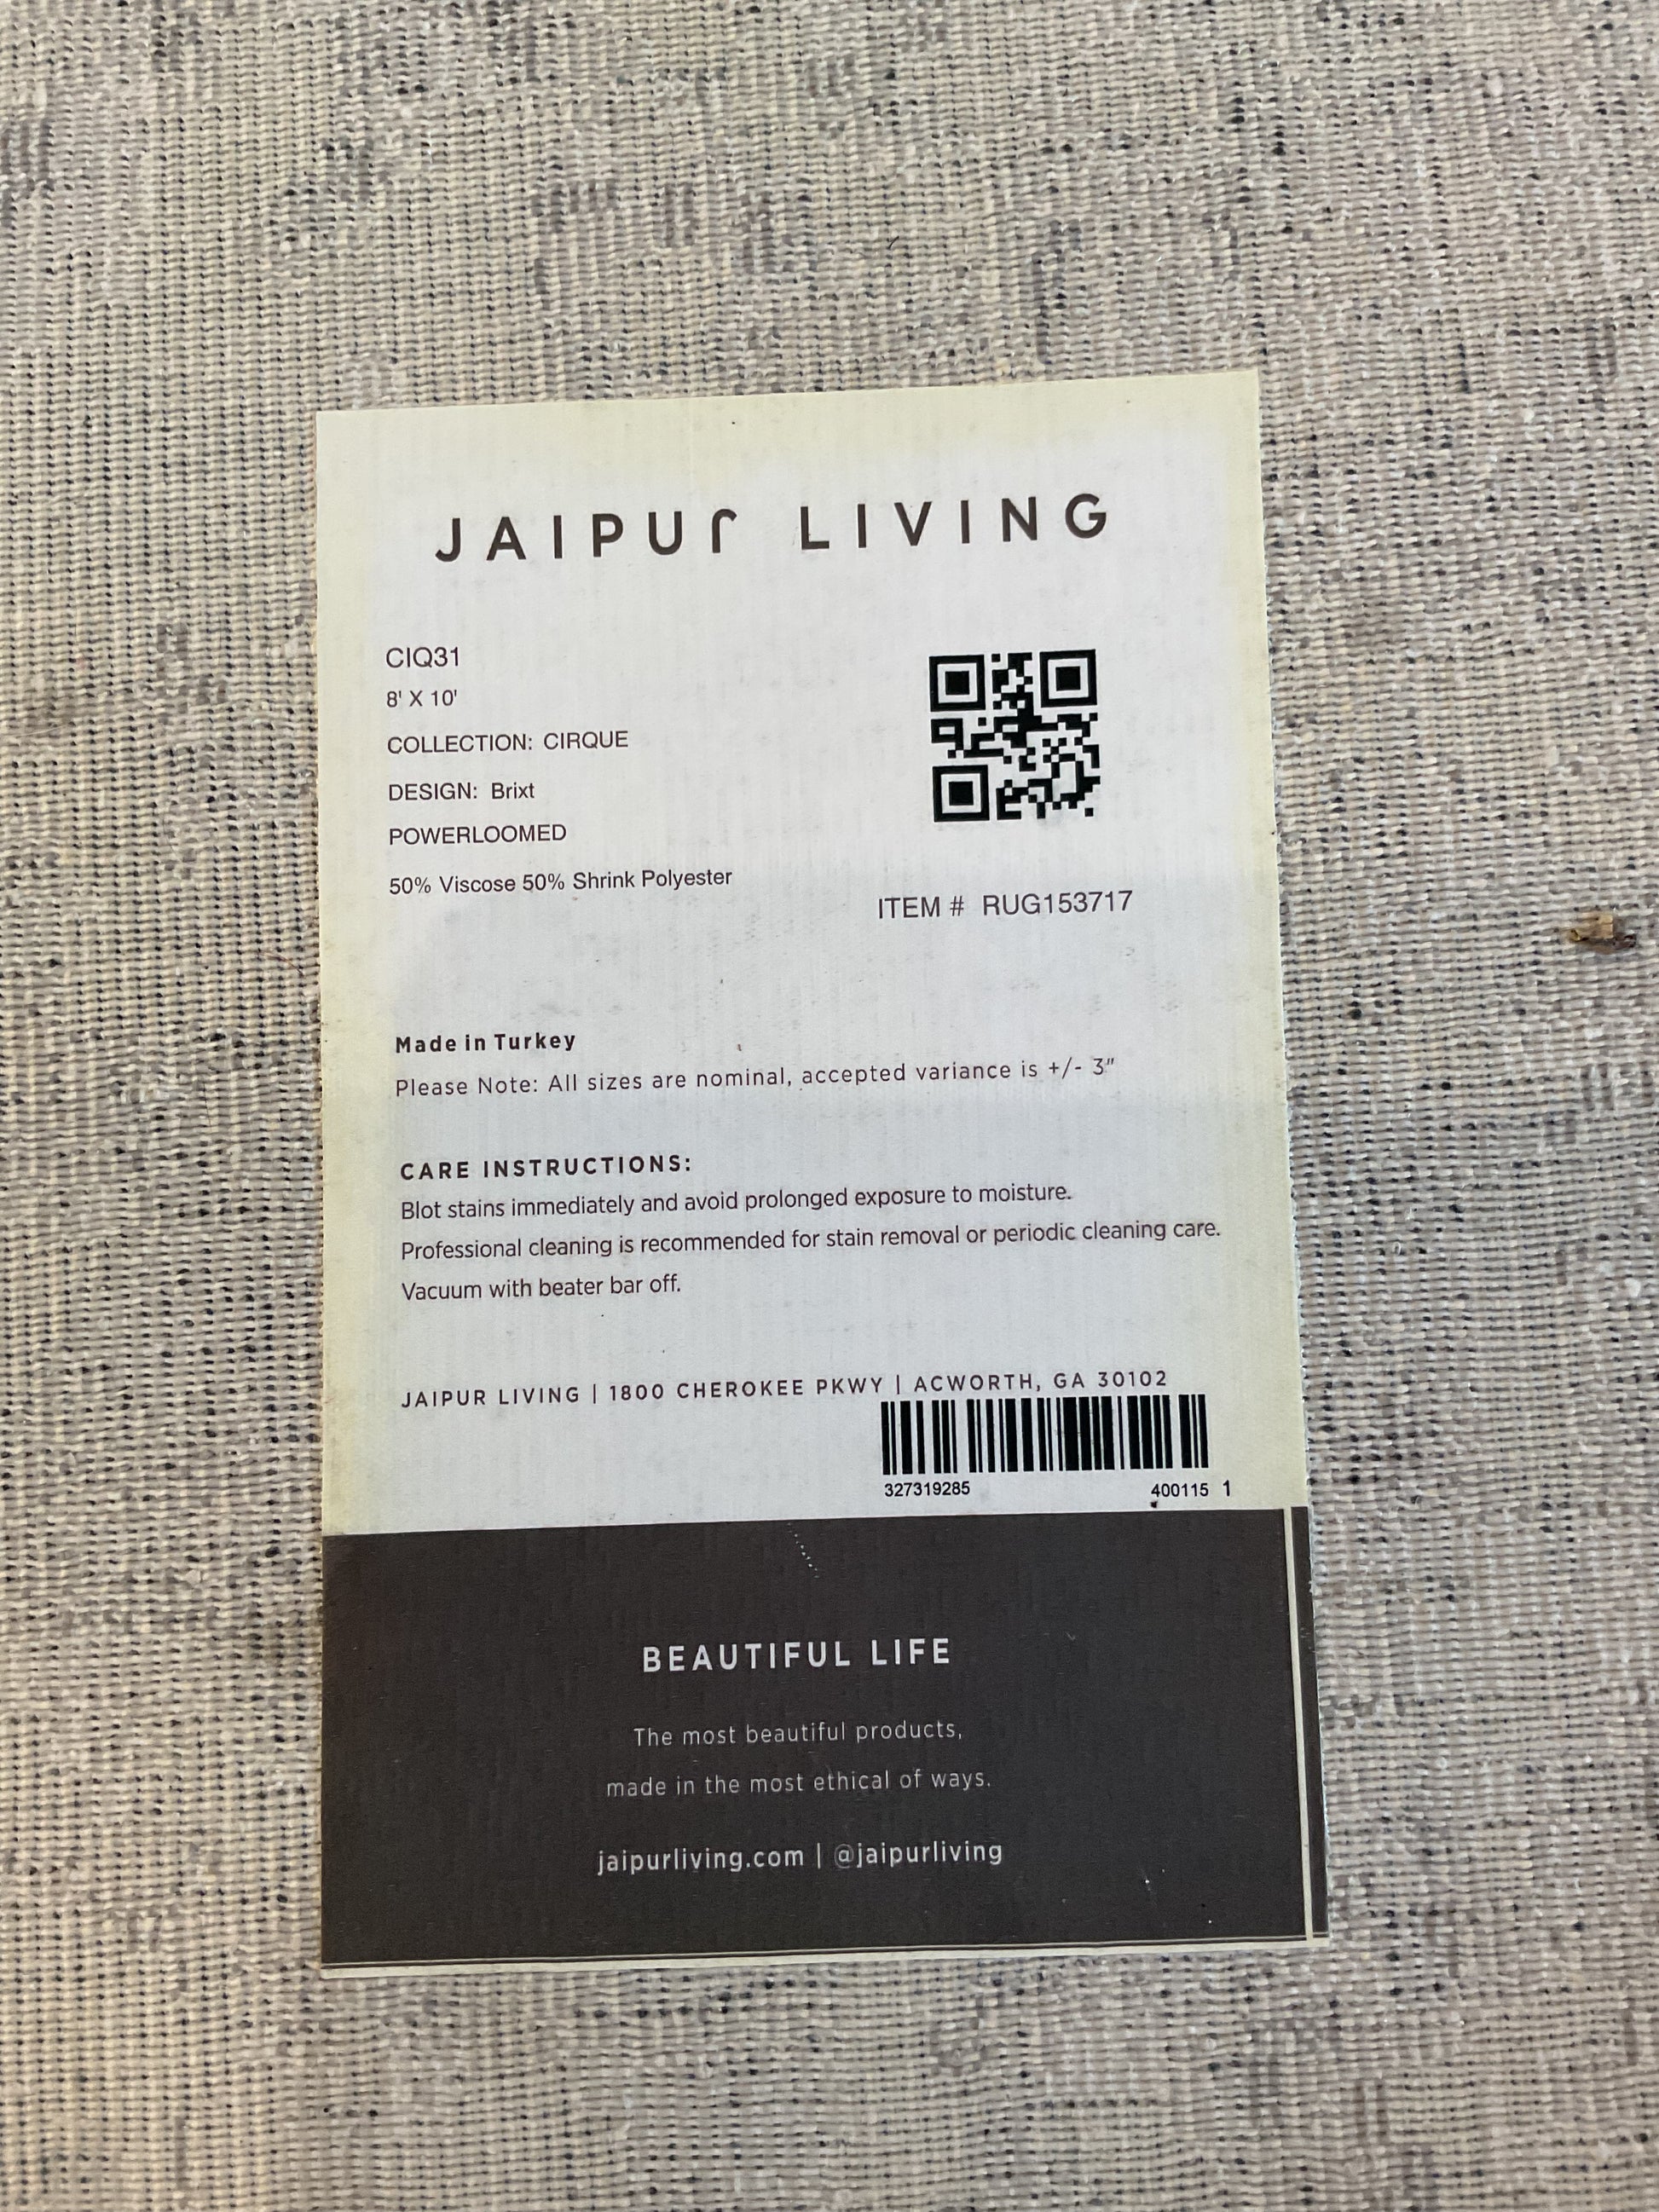 JAIPUR LIVING
CIQ31
8' X 10'
COLLECTION: CIRQUE
DESIGN: Brixt
POWERLOOMED
50% Viscose 50% Shrink Polyester
ITEM # RUG153717
Made in Turkey
Please Note: All sizes are nominal, accepted variance is +/- 3"
CARE INSTRUCTIONS:
Blot stains immediately and avoid prolonged exposure to moisture.
Professional cleaning is recommended for stain removal or periodic cleaning care.
Vacuum with beater bar off.
JAIPUR LIVING | 1800 CHEROKEE PKWY | ACWORTH, GA 30102
327319285 400115 1
BEAUTIFUL LIFE
The most beautiful products,
made in the most ethical of ways.
jaipurliving.com | @jaipurliving